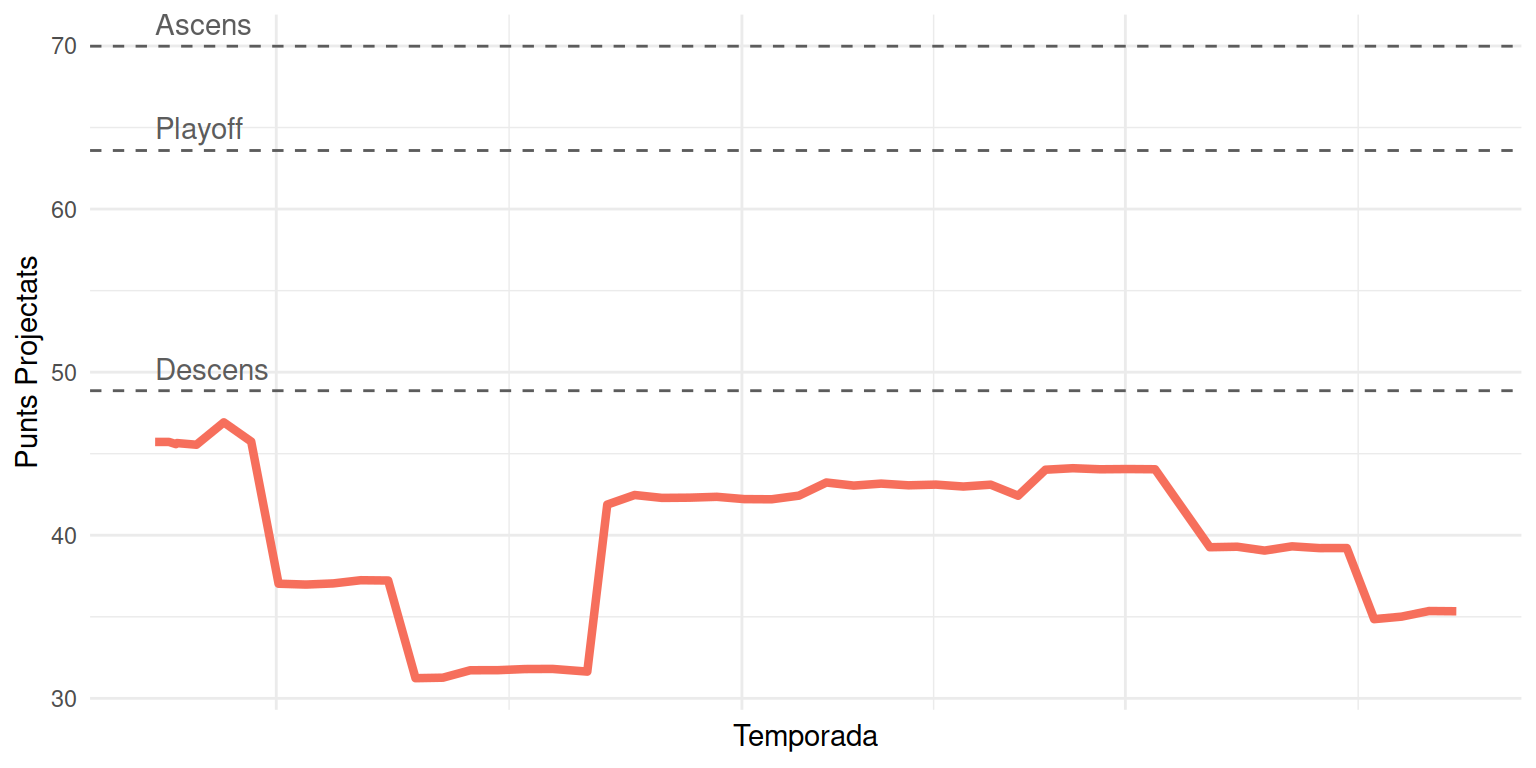 Ascens
70
Playoff
60
Punts Projectats
Descens
50
40
30
Temporada